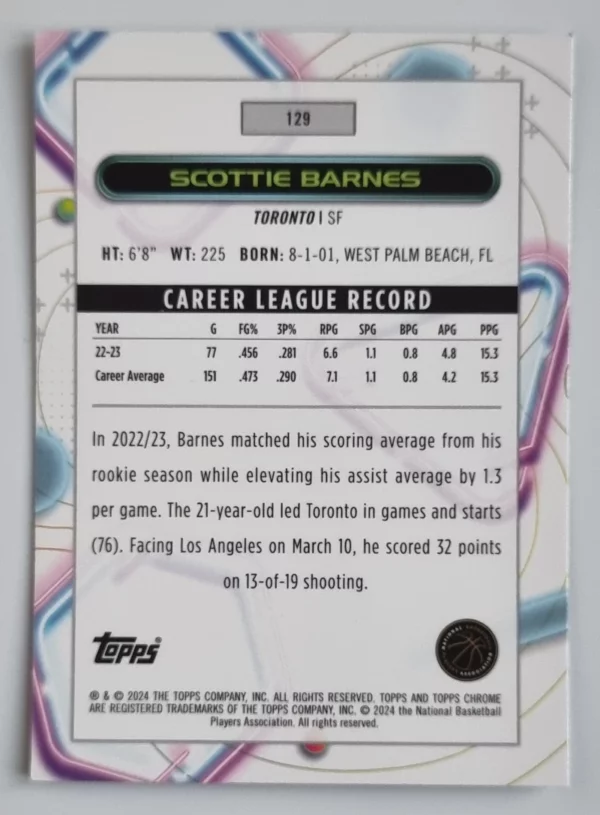 129
SCOTTIE BARNES
TORONTO | SF
HT: 6'8" WT: 225 BORN: 8-1-01, WEST PALM BEACH, FL
CAREER LEAGUE RECORD
YEAR G FG% 3P% RPG SPG BPG APG PPG
22-23 77 .456 .281 6.6 1.1 0.8 4.8 15.3
Career Average 151 .473 .290 7.1 1.1 0.8 4.2 15.3
In 2022/23, Barnes matched his scoring average from his
rookie season while elevating his assist average by 1.3
per game. The 21-year-old led Toronto in games and starts
(76). Facing Los Angeles on March 10, he scored 32 points
on 13-of-19 shooting.
topps
NATIONAL BASKETBALL PLAYERS ASSOCIATION
® & © 2024 THE TOPPS COMPANY, INC. ALL RIGHTS RESERVED. TOPPS AND TOPPS CHROME
ARE REGISTERED TRADEMARKS OF THE TOPPS COMPANY, INC. © 2024 the National Basketball
Players Association. All rights reserved.